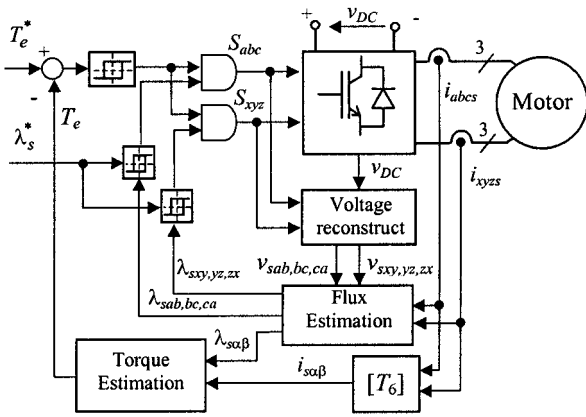 + v_DC -
T_e^*
+
S_abc
3
i_abcs
-
T_e
S_xyz
Motor
λ_s^*
3
i_xyzs
v_DC
Voltage
reconstruct
λ_sxy,yz,zx
v_sab,bc,ca
v_sxy,yz,zx
λ_sab,bc,ca
Flux
Estimation
λ_sαβ
Torque
Estimation
i_sαβ
[T_6]